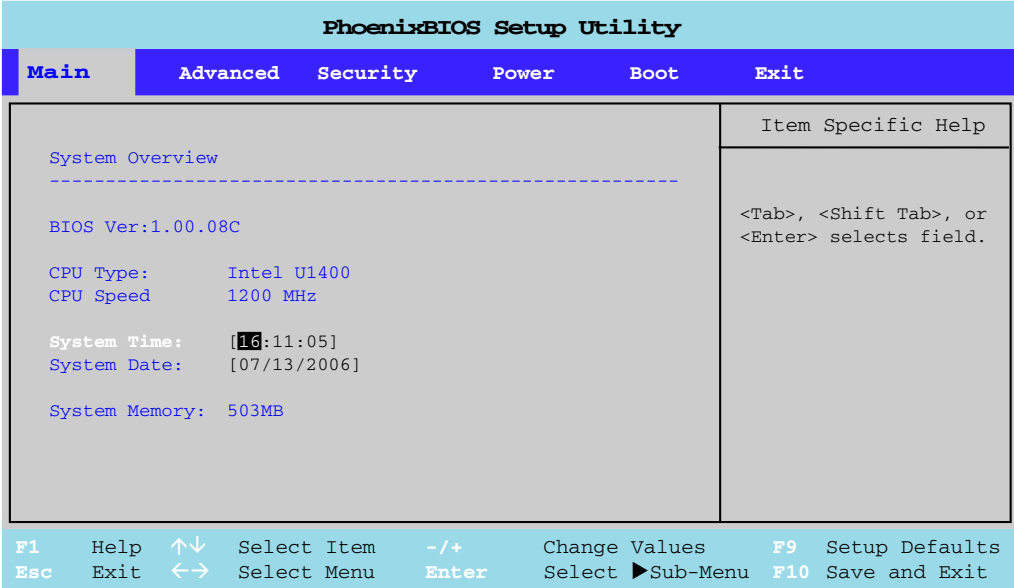 PhoenixBIOS Setup Utility
Main Advanced Security Power Boot Exit
Item Specific Help
System Overview
--------------------------------------------------------
<Tab>, <Shift Tab>, or
<Enter> selects field.
BIOS Ver:1.00.08C
CPU Type: Intel U1400
CPU Speed 1200 MHz
System Time: [16:11:05]
System Date: [07/13/2006]
System Memory: 503MB
F1 Help ↑↓ Select Item -/+ Change Values F9 Setup Defaults
Esc Exit ←→ Select Menu Enter Select ▶Sub-Menu F10 Save and Exit